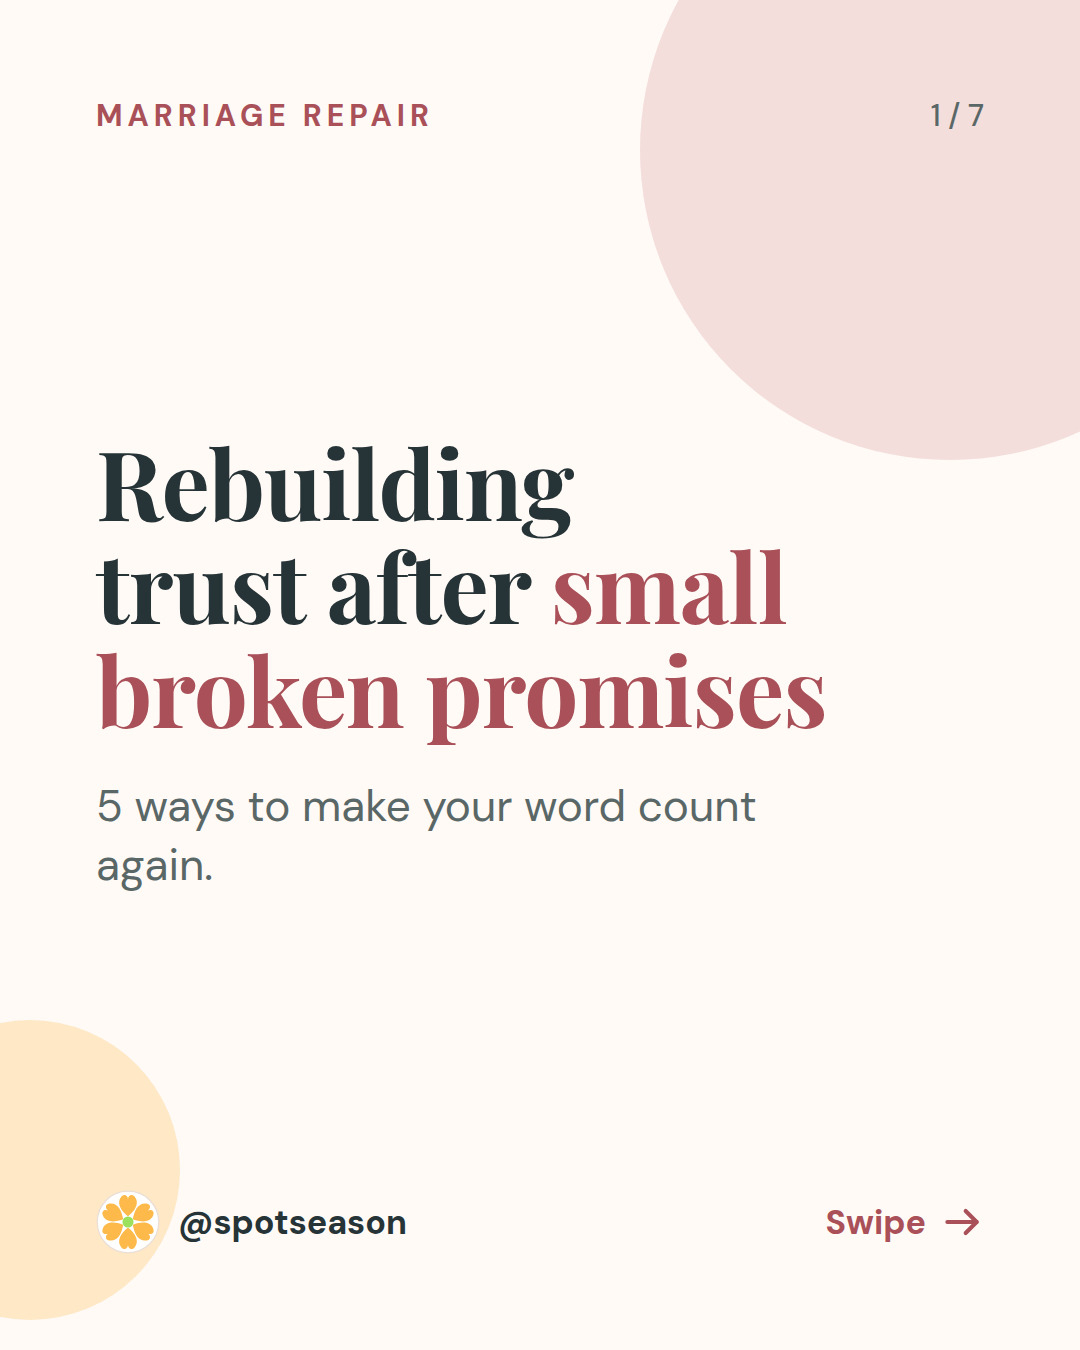 MARRIAGE REPAIR
1 / 7
Rebuilding
trust after small
broken promises
5 ways to make your word count
again.
@spotseason
Swipe →